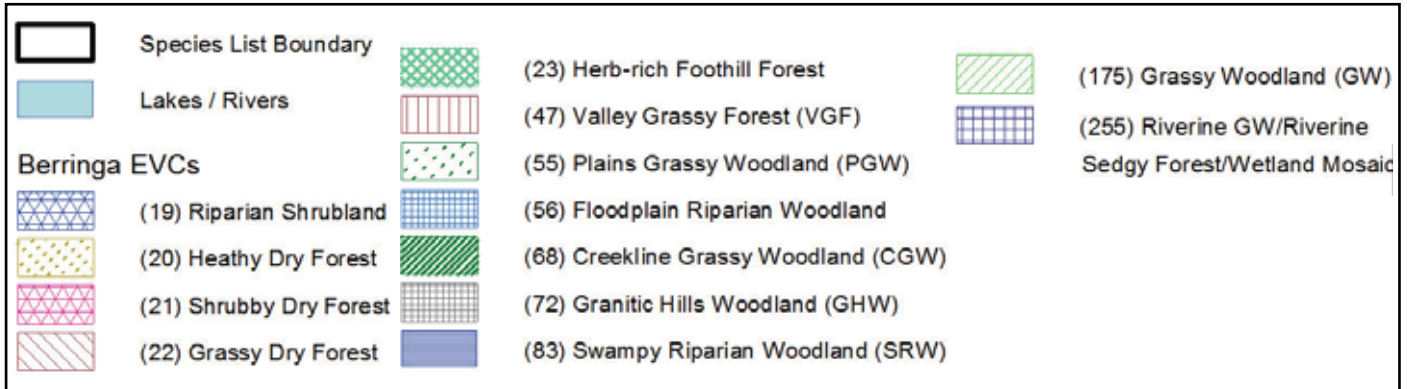 Species List Boundary
Lakes / Rivers
Berringa EVCs
(19) Riparian Shrubland
(20) Heathy Dry Forest
(21) Shrubby Dry Forest
(22) Grassy Dry Forest
(23) Herb-rich Foothill Forest
(47) Valley Grassy Forest (VGF)
(55) Plains Grassy Woodland (PGW)
(56) Floodplain Riparian Woodland
(68) Creekline Grassy Woodland (CGW)
(72) Granitic Hills Woodland (GHW)
(83) Swampy Riparian Woodland (SRW)
(175) Grassy Woodland (GW)
(255) Riverine GW/Riverine
Sedgy Forest/Wetland Mosaic